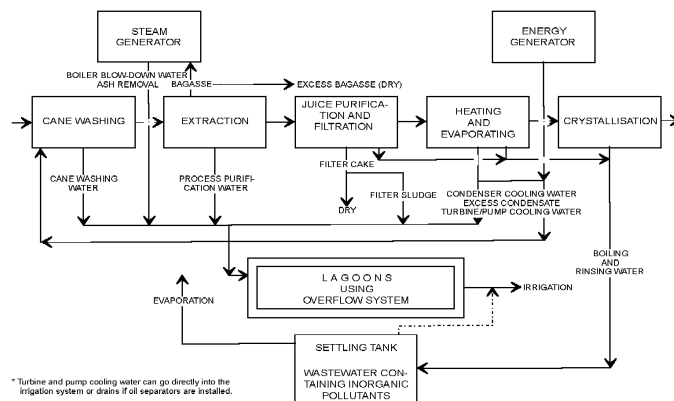 STEAM
GENERATOR
ENERGY
GENERATOR
BOILER BLOW-DOWN WATER
ASH REMOVAL
BAGASSE
EXCESS BAGASSE (DRY)
CANE WASHING
EXTRACTION
JUICE PURIFICA-
TION AND
FILTRATION
HEATING
AND
EVAPORATING
CRYSTALLISATION
CANE WASHING
WATER
PROCESS PURIFI-
CATION WATER
FILTER CAKE
FILTER SLUDGE
DRY
CONDENSER COOLING WATER
EXCESS CONDENSATE
TURBINE/PUMP COOLING WATER
BOILING
AND
RINSING WATER
LAGOONS
USING
OVERFLOW SYSTEM
EVAPORATION
IRRIGATION
SETTLING TANK
WASTEWATER CON-
TAINING INORGANIC
POLLUTANTS
* Turbine and pump cooling water can go directly into the
irrigation system or drains if oil separators are installed.